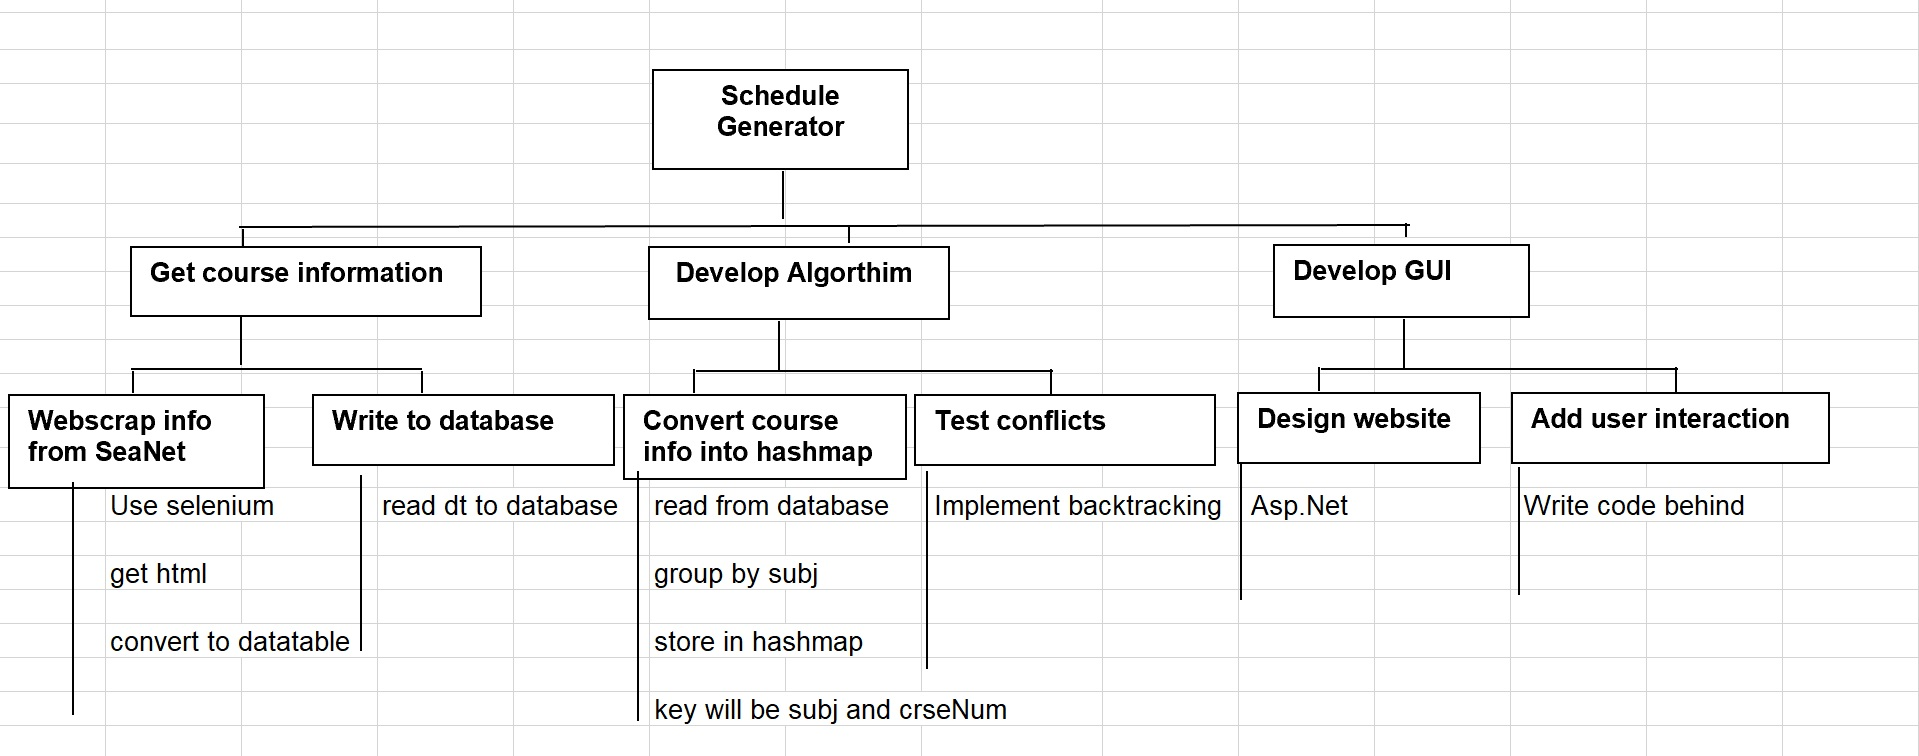 Schedule
Generator
Get course information
Develop Algorthim
Develop GUI
Webscrap info
from SeaNet
Write to database
Convert course
info into hashmap
Test conflicts
Design website
Add user interaction
Use selenium
get html
convert to datatable
read dt to database
read from database
group by subj
store in hashmap
key will be subj and crseNum
Implement backtracking
Asp.Net
Write code behind